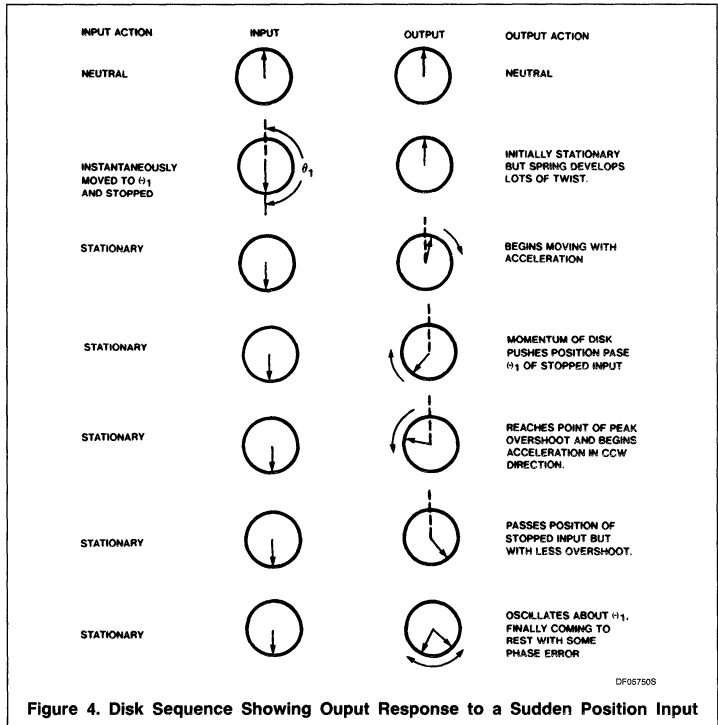 INPUT ACTION INPUT OUTPUT OUTPUT ACTION
NEUTRAL NEUTRAL
INSTANTANEOUSLY
MOVED TO Θ1
AND STOPPED
θ1
INITIALLY STATIONARY
BUT SPRING DEVELOPS
LOTS OF TWIST.
STATIONARY
BEGINS MOVING WITH
ACCELERATION
STATIONARY
MOMENTUM OF DISK
PUSHES POSITION PASE
Θ1 OF STOPPED INPUT
STATIONARY
REACHES POINT OF PEAK
OVERSHOOT AND BEGINS
ACCELERATION IN CCW
DIRECTION.
STATIONARY
PASSES POSITION OF
STOPPED INPUT BUT
WITH LESS OVERSHOOT.
STATIONARY
OSCILLATES ABOUT Θ1,
FINALLY COMING TO
REST WITH SOME
PHASE ERROR
DF05750S
Figure 4. Disk Sequence Showing Ouput Response to a Sudden Position Input